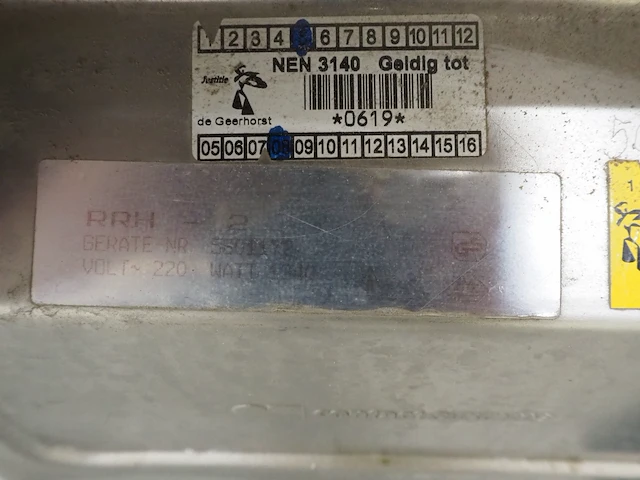 1 2 3 4 5 6 7 8 9 10 11 12
NEN 3140 Geldig tot
Justitie
de Geerhorst
*0619*
05 06 07 08 09 10 11 12 13 14 15 16
RRH - 2
GERÄTE NR
VOLT~ 220 WATT